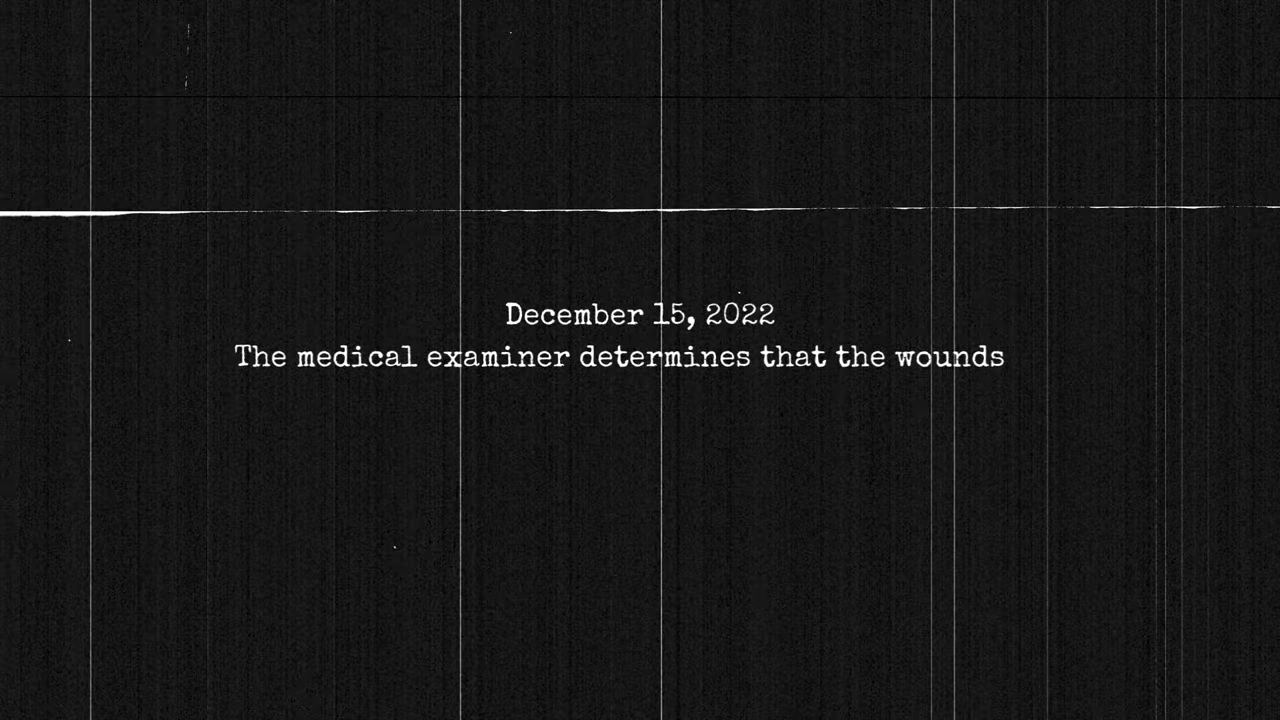 December 15, 2022
The medical examiner determines that the wounds